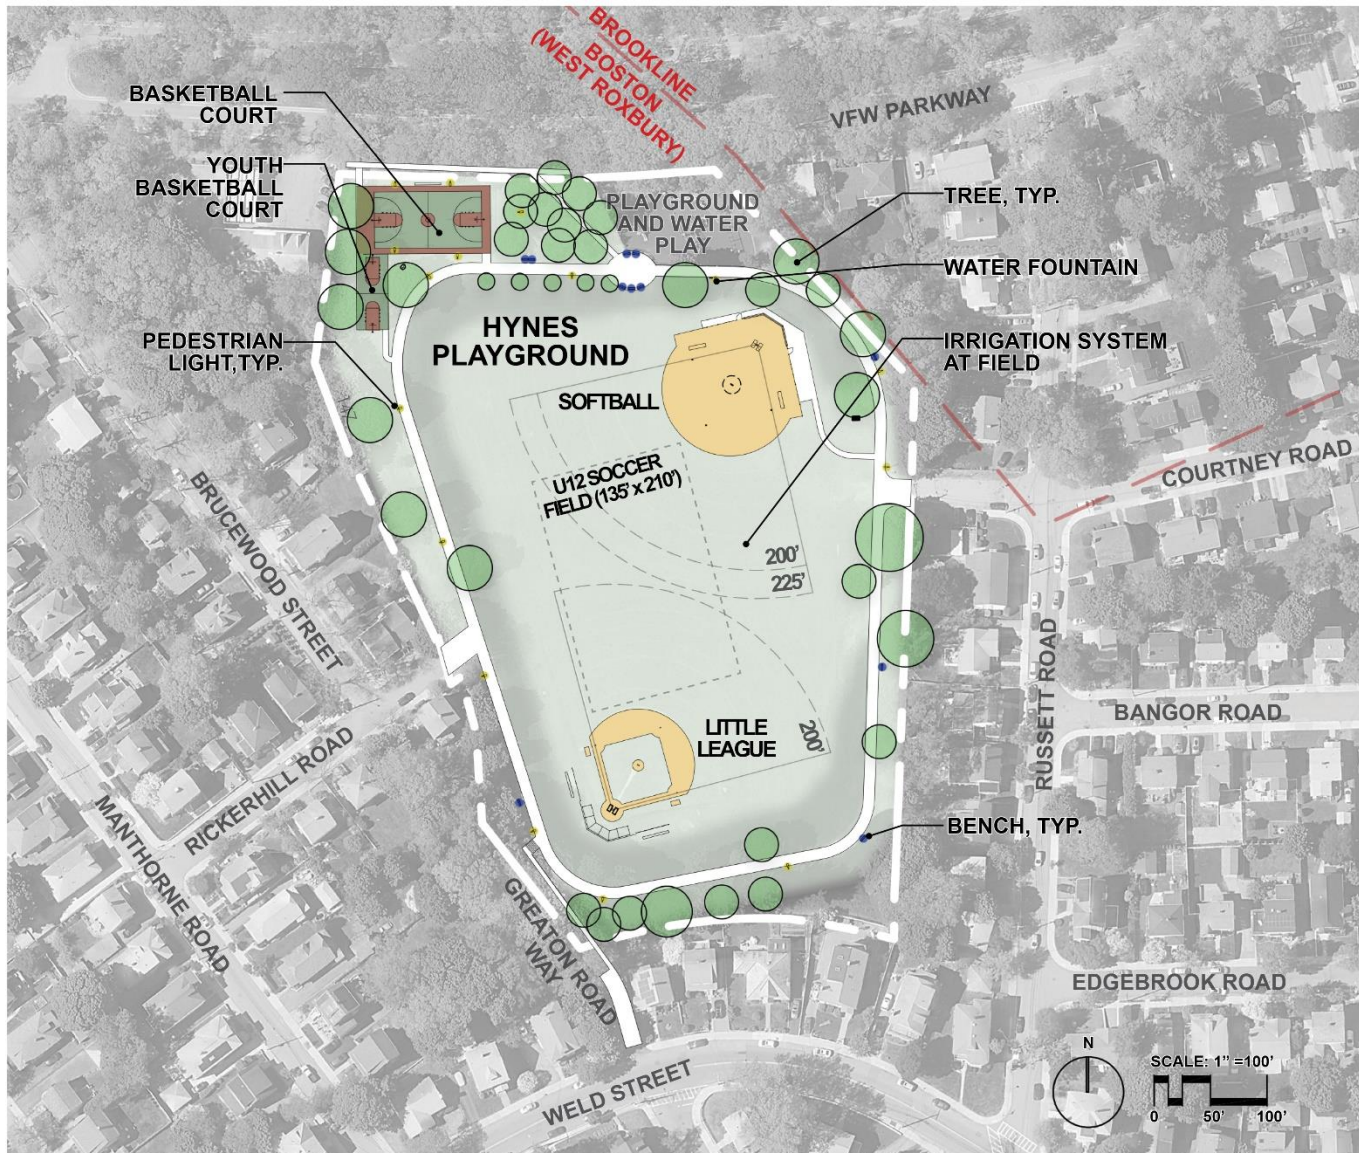 BROOKLINE
BOSTON
(WEST ROXBURY)
VFW PARKWAY
BASKETBALL
COURT
YOUTH
BASKETBALL
COURT
PLAYGROUND
AND WATER
PLAY
TREE, TYP.
WATER FOUNTAIN
PEDESTRIAN
LIGHT, TYP.
HYNES
PLAYGROUND
IRRIGATION SYSTEM
AT FIELD
SOFTBALL
COURTNEY ROAD
U12 SOCCER
FIELD (135' x 210')
BRUCEWOOD STREET
200'
225'
RUSSETT ROAD
BANGOR ROAD
LITTLE
LEAGUE
200'
RICKERHILL ROAD
MANTHORNE ROAD
BENCH, TYP.
GREATON ROAD
WAY
EDGEBROOK ROAD
WELD STREET
N
SCALE: 1" =100'
0 50' 100'